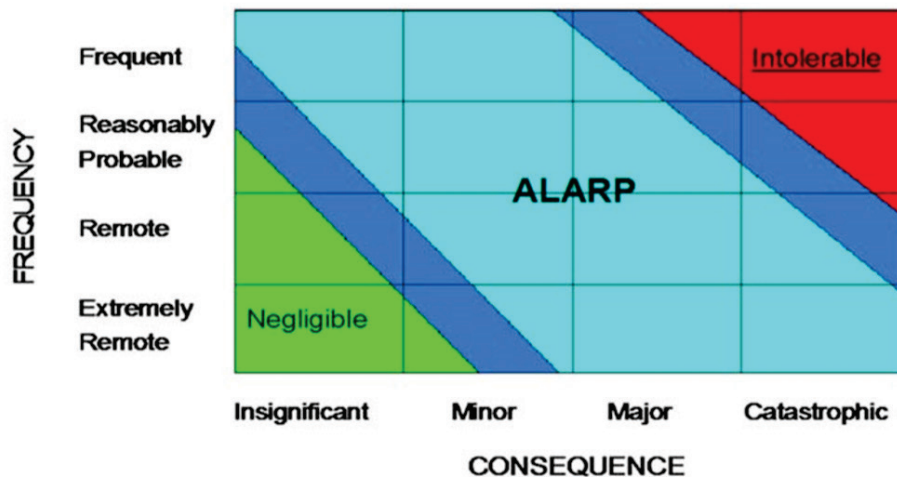 FREQUENCY
Frequent
Reasonably
Probable
Remote
Extremely
Remote
Intolerable
ALARP
Negligible
Insignificant
Minor
Major
Catastrophic
CONSEQUENCE